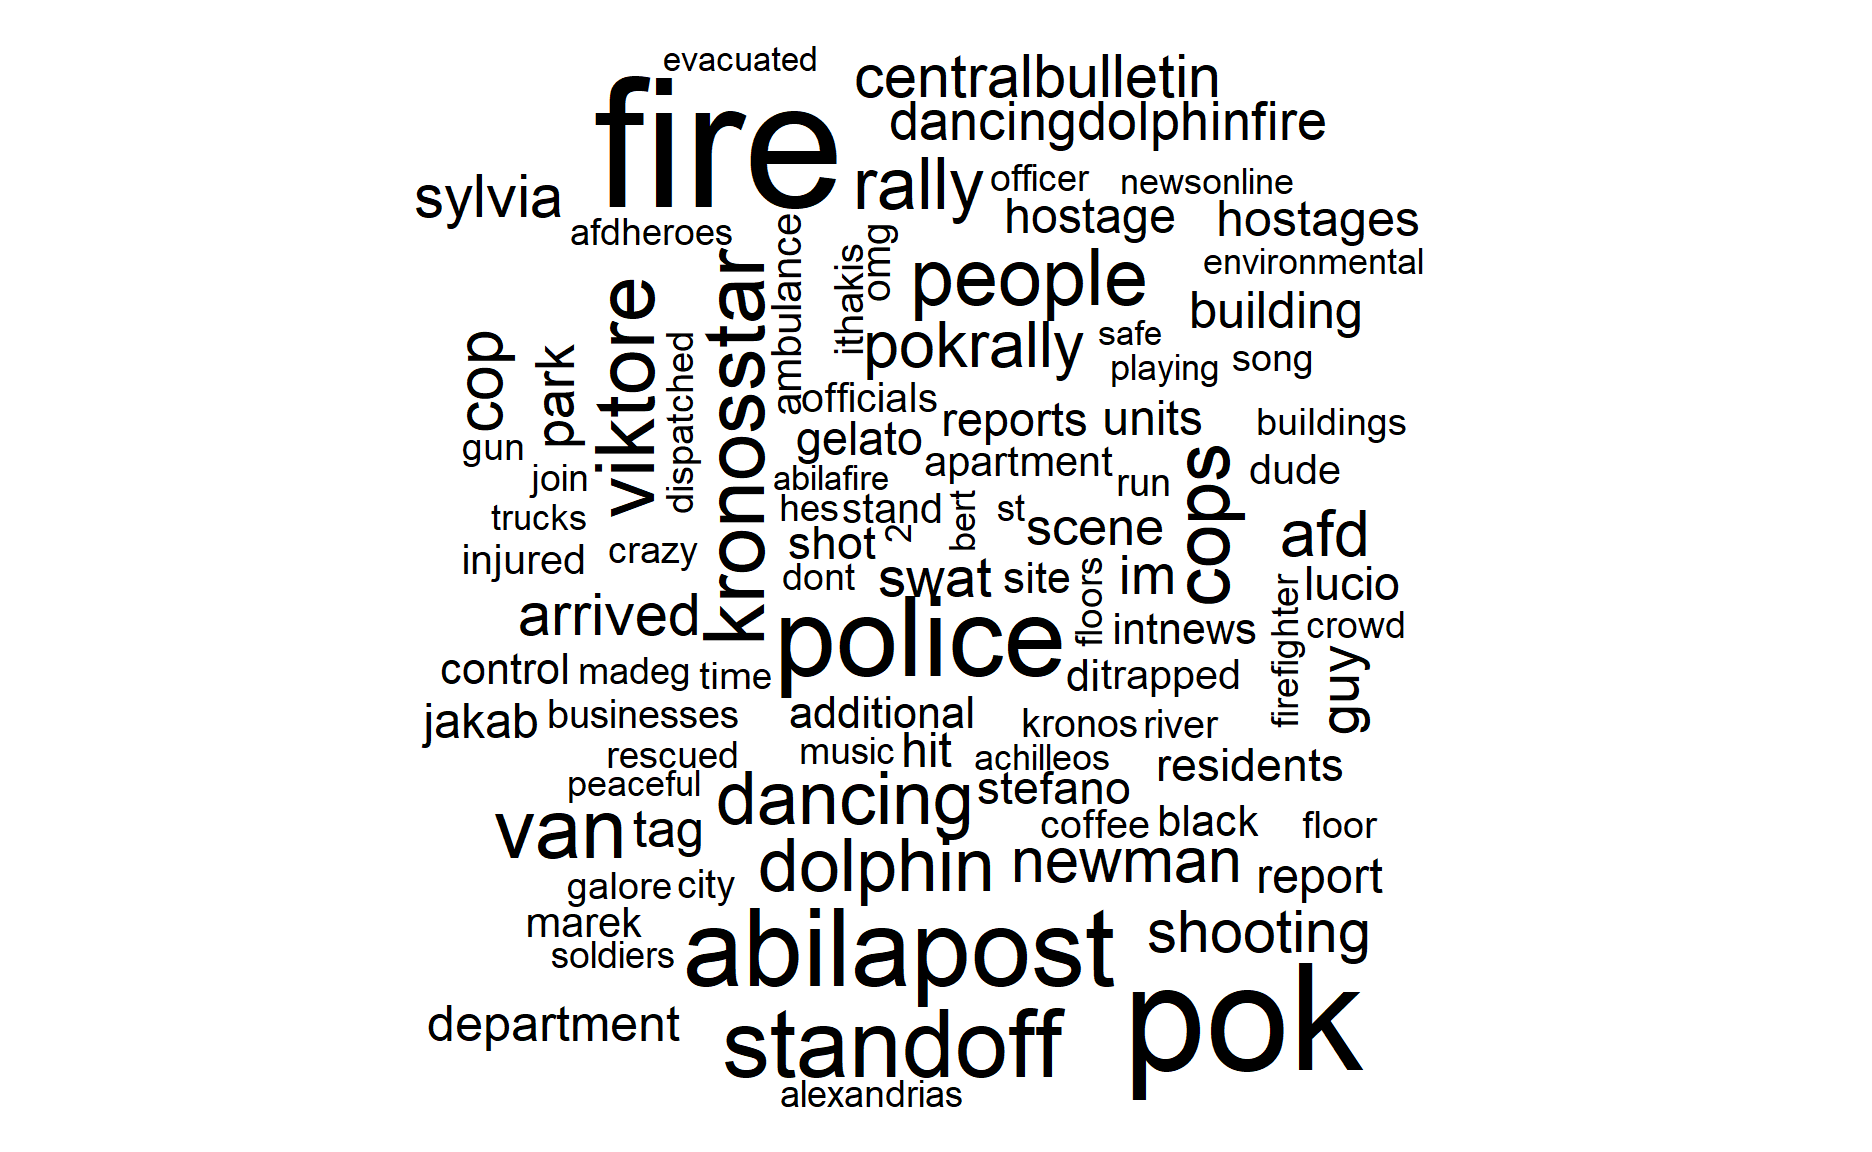 evacuated
centralbulletin
fire
dancingdolphinfire
rally
officer
newsonline
sylvia
hostage
hostages
afdheroes
ambulance
ithakis
omg
people
environmental
kronosstar
viktore
building
cop
park
dispatched
pokrally
safe
playing
song
officials
reports
units
buildings
gun
gelato
apartment
cops
dude
join
abilafire
run
trucks
hes
stand
2
bert
st
scene
afd
injured
crazy
shot
dont
swat
site
floors
im
lucio
arrived
police
intnews
firefighter
crowd
control
madeg
time
di
trapped
guy
jakab
businesses
additional
kronos
river
rescued
music
hit
achilleos
residents
peaceful
dancing
stefano
van
tag
coffee
black
floor
dolphin
newman
report
galore
city
marek
abilapost
shooting
soldiers
department
standoff
pok
alexandrias